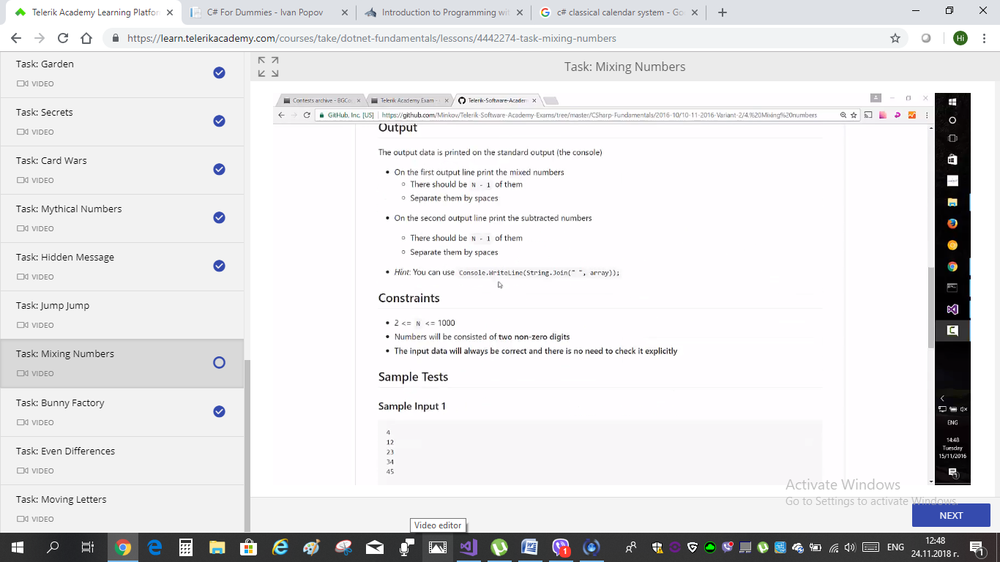 Telerik Academy Learning Platfor
C# For Dummies - Ivan Popov
Introduction to Programming wit
c# classical calendar system - Go
https://learn.telerikacademy.com/courses/take/dotnet-fundamentals/lessons/4442274-task-mixing-numbers
Hi
Task: Garden
VIDEO
Task: Secrets
VIDEO
Task: Card Wars
VIDEO
Task: Mythical Numbers
VIDEO
Task: Hidden Message
VIDEO
Task: Jump Jump
VIDEO
Task: Mixing Numbers
VIDEO
Task: Bunny Factory
VIDEO
Task: Even Differences
VIDEO
Task: Moving Letters
VIDEO
Task: Mixing Numbers
Contests archive - BGCo
Telerik Academy Exam -
Telerik-Software-Academ
GitHub, Inc. [US]
https://github.com/Minkov/Telerik-Software-Academy-Exams/tree/master/CSharp-Fundamentals/2016-10/10-11-2016-Variant-2/4.%20Mixing%20numbers
Output
The output data is printed on the standard output (the console)
On the first output line print the mixed numbers
There should be N - 1 of them
Separate them by spaces
On the second output line print the subtracted numbers
There should be N - 1 of them
Separate them by spaces
Hint: You can use Console.WriteLine(String.Join(" ", array));
Constraints
2 <= N <= 1000
Numbers will be consisted of two non-zero digits
The input data will always be correct and there is no need to check it explicitly
Sample Tests
Sample Input 1
4
12
23
34
45
ENG
14:48
Tuesday
15/11/2016
Activate Windows
Go to Settings to activate Windows.
NEXT
Video editor
1
ENG
12:48
24.11.2018 г.
1